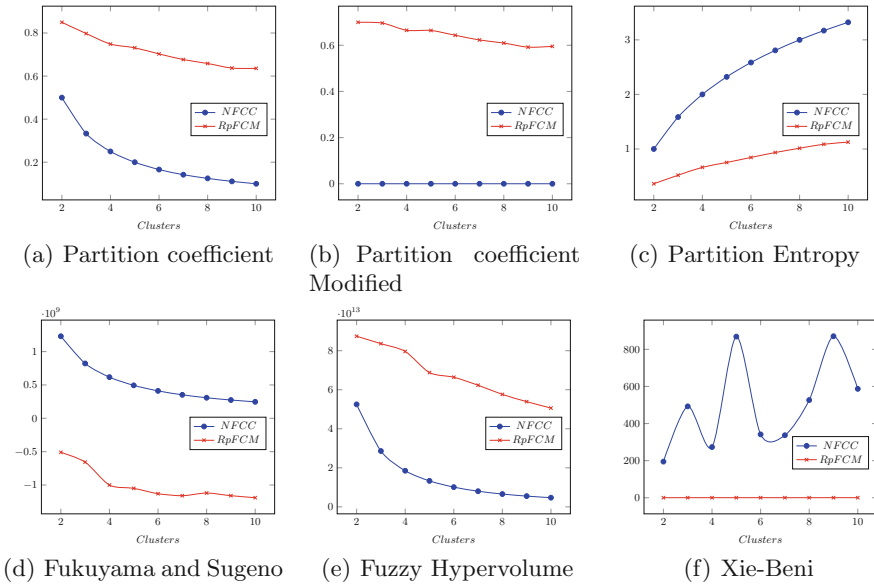 0.8
0.6
0.4
0.2
2 4 6 8 10
Clusters
NFCC
RpFCM
(a) Partition coefficient
0.6
0.4
0.2
0
2 4 6 8 10
Clusters
NFCC
RpFCM
(b) Partition coefficient
Modified
3
2
1
2 4 6 8 10
Clusters
NFCC
RpFCM
(c) Partition Entropy
·10⁹
1
0.5
0
−0.5
−1
2 4 6 8 10
Clusters
NFCC
RpFCM
(d) Fukuyama and Sugeno
·10¹³
8
6
4
2
0
2 4 6 8 10
Clusters
NFCC
RpFCM
(e) Fuzzy Hypervolume
800
600
400
200
0
2 4 6 8 10
Clusters
NFCC
RpFCM
(f) Xie-Beni